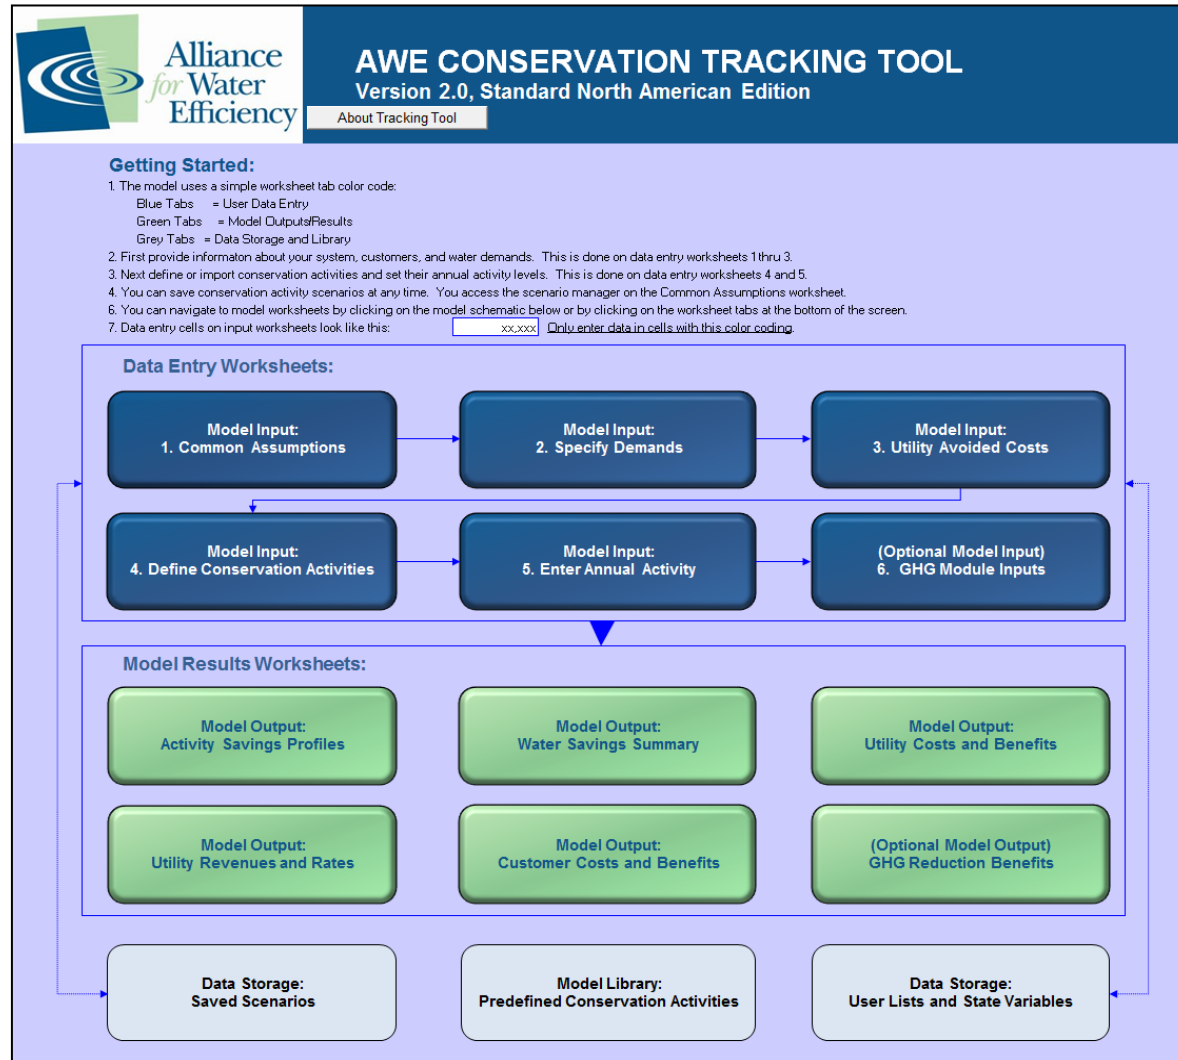 Alliance
for Water
Efficiency
AWE CONSERVATION TRACKING TOOL
Version 2.0, Standard North American Edition
About Tracking Tool
Getting Started:
1. The model uses a simple worksheet tab color code:
Blue Tabs = User Data Entry
Green Tabs = Model Outputs/Results
Grey Tabs = Data Storage and Library
2. First provide informaton about your system, customers, and water demands. This is done on data entry worksheets 1 thru 3.
3. Next define or import conservation activities and set their annual activity levels. This is done on data entry worksheets 4 and 5.
4. You can save conservation activity scenarios at any time. You access the scenario manager on the Common Assumptions worksheet.
6. You can navigate to model worksheets by clicking on the model schematic below or by clicking on the worksheet tabs at the bottom of the screen.
7. Data entry cells on input worksheets look like this: xx,xxx Only enter data in cells with this color coding.
Data Entry Worksheets:
Model Input:
1. Common Assumptions
Model Input:
2. Specify Demands
Model Input:
3. Utility Avoided Costs
Model Input:
4. Define Conservation Activities
Model Input:
5. Enter Annual Activity
(Optional Model Input)
6. GHG Module Inputs
Model Results Worksheets:
Model Output:
Activity Savings Profiles
Model Output:
Water Savings Summary
Model Output:
Utility Costs and Benefits
Model Output:
Utility Revenues and Rates
Model Output:
Customer Costs and Benefits
(Optional Model Output)
GHG Reduction Benefits
Data Storage:
Saved Scenarios
Model Library:
Predefined Conservation Activities
Data Storage:
User Lists and State Variables